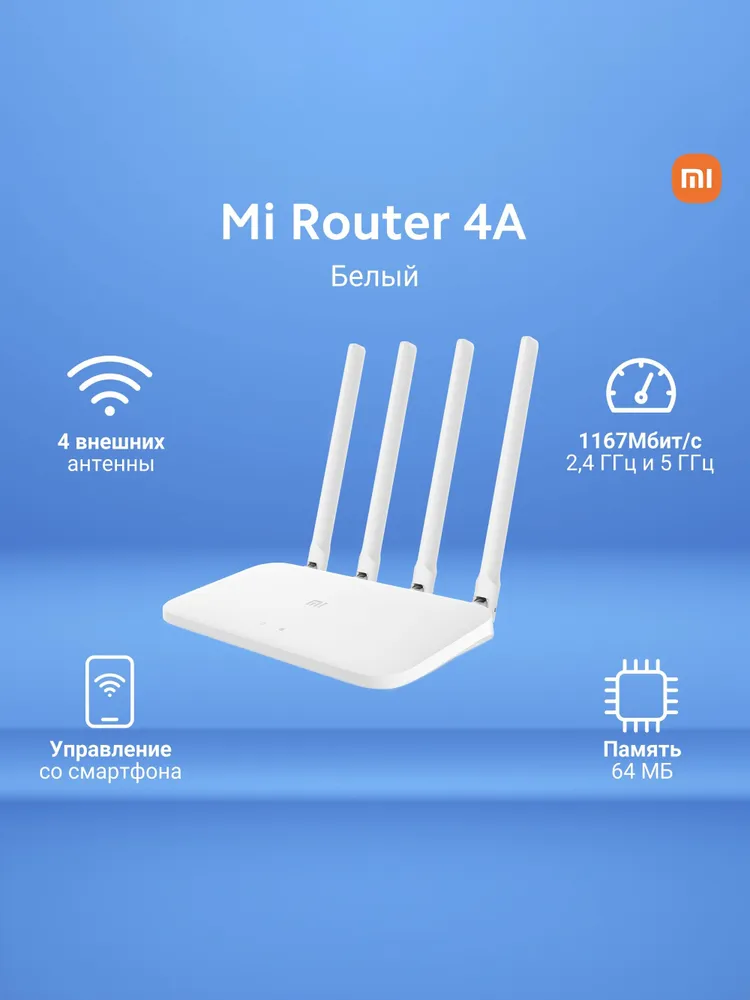 mi
Mi Router 4A
Белый
4 внешних
антенны
1167Мбит/с
2,4 ГГц и 5 ГГц
mi
Управление
со смартфона
Память
64 МБ